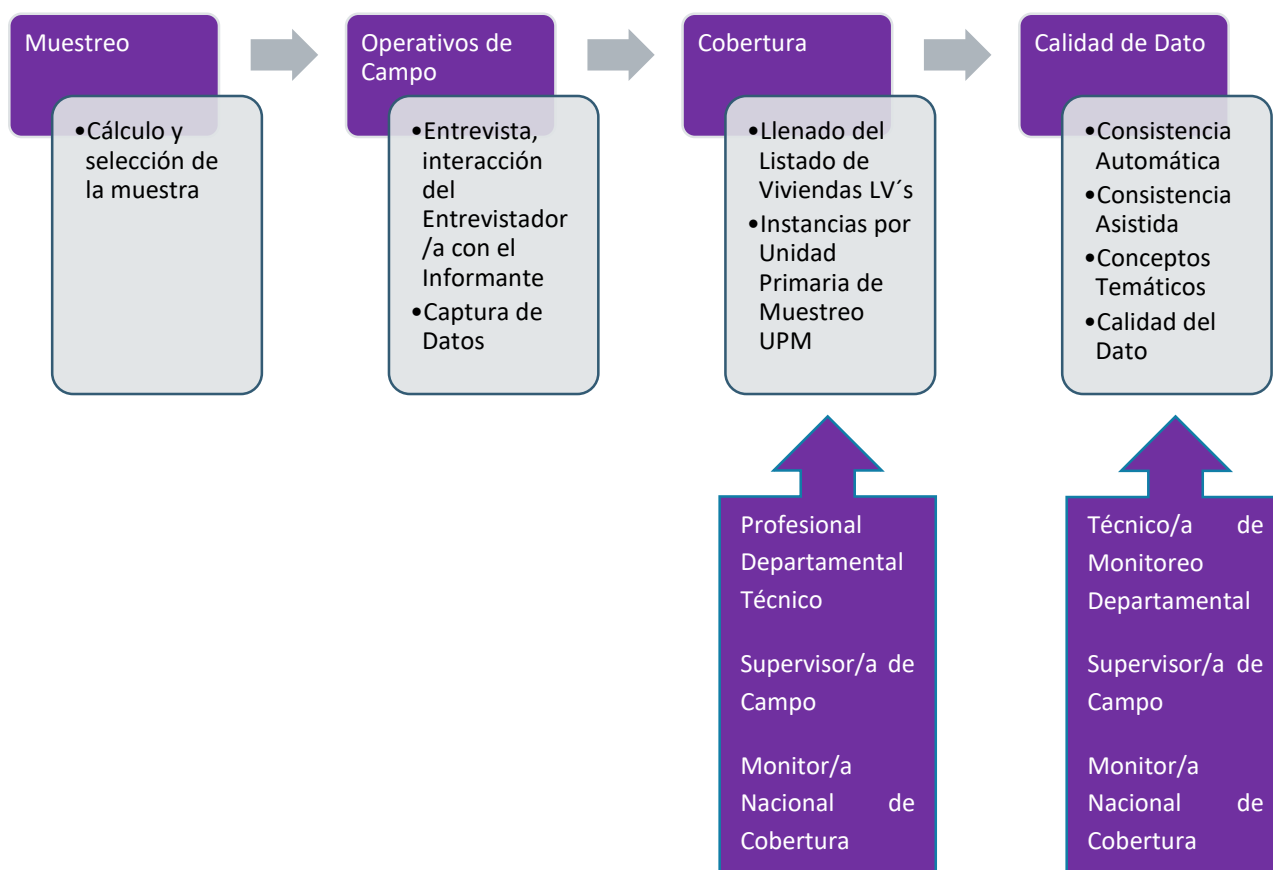 Muestreo
•Cálculo y
selección de
la muestra
Operativos de
Campo
•Entrevista,
interacción
del
Entrevistador
/a con el
Informante
•Captura de
Datos
Cobertura
•Llenado del
Listado de
Viviendas LV´s
•Instancias por
Unidad
Primaria de
Muestreo
UPM
Calidad de Dato
•Consistencia
Automática
•Consistencia
Asistida
•Conceptos
Temáticos
•Calidad del
Dato
Profesional
Departamental
Técnico
Supervisor/a de
Campo
Monitor/a
Nacional de
Cobertura
Técnico/a de
Monitoreo
Departamental
Supervisor/a de
Campo
Monitor/a
Nacional de
Cobertura